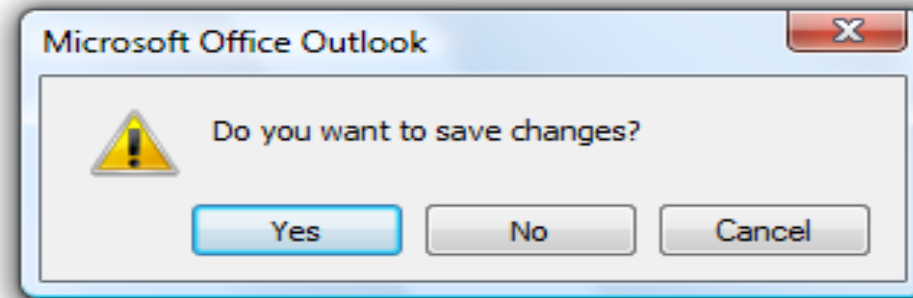 Microsoft Office Outlook
Do you want to save changes?
Yes No Cancel